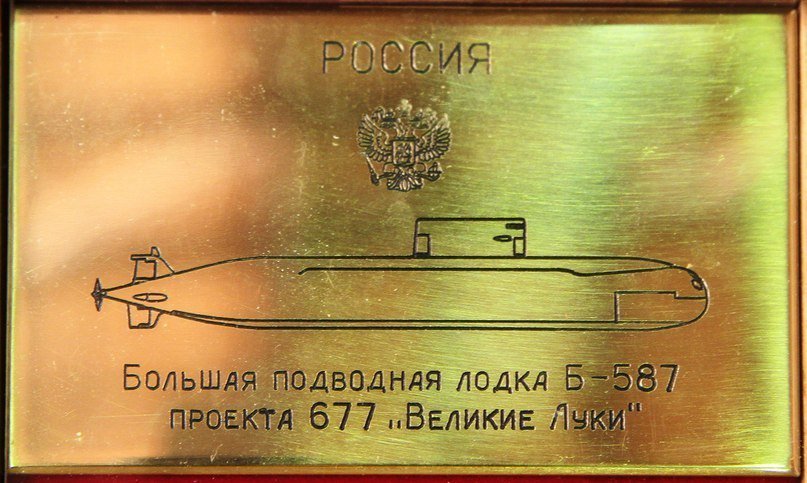 РОССИЯ
Большая подводная лодка Б-587
проекта 677 „Великие Луки"